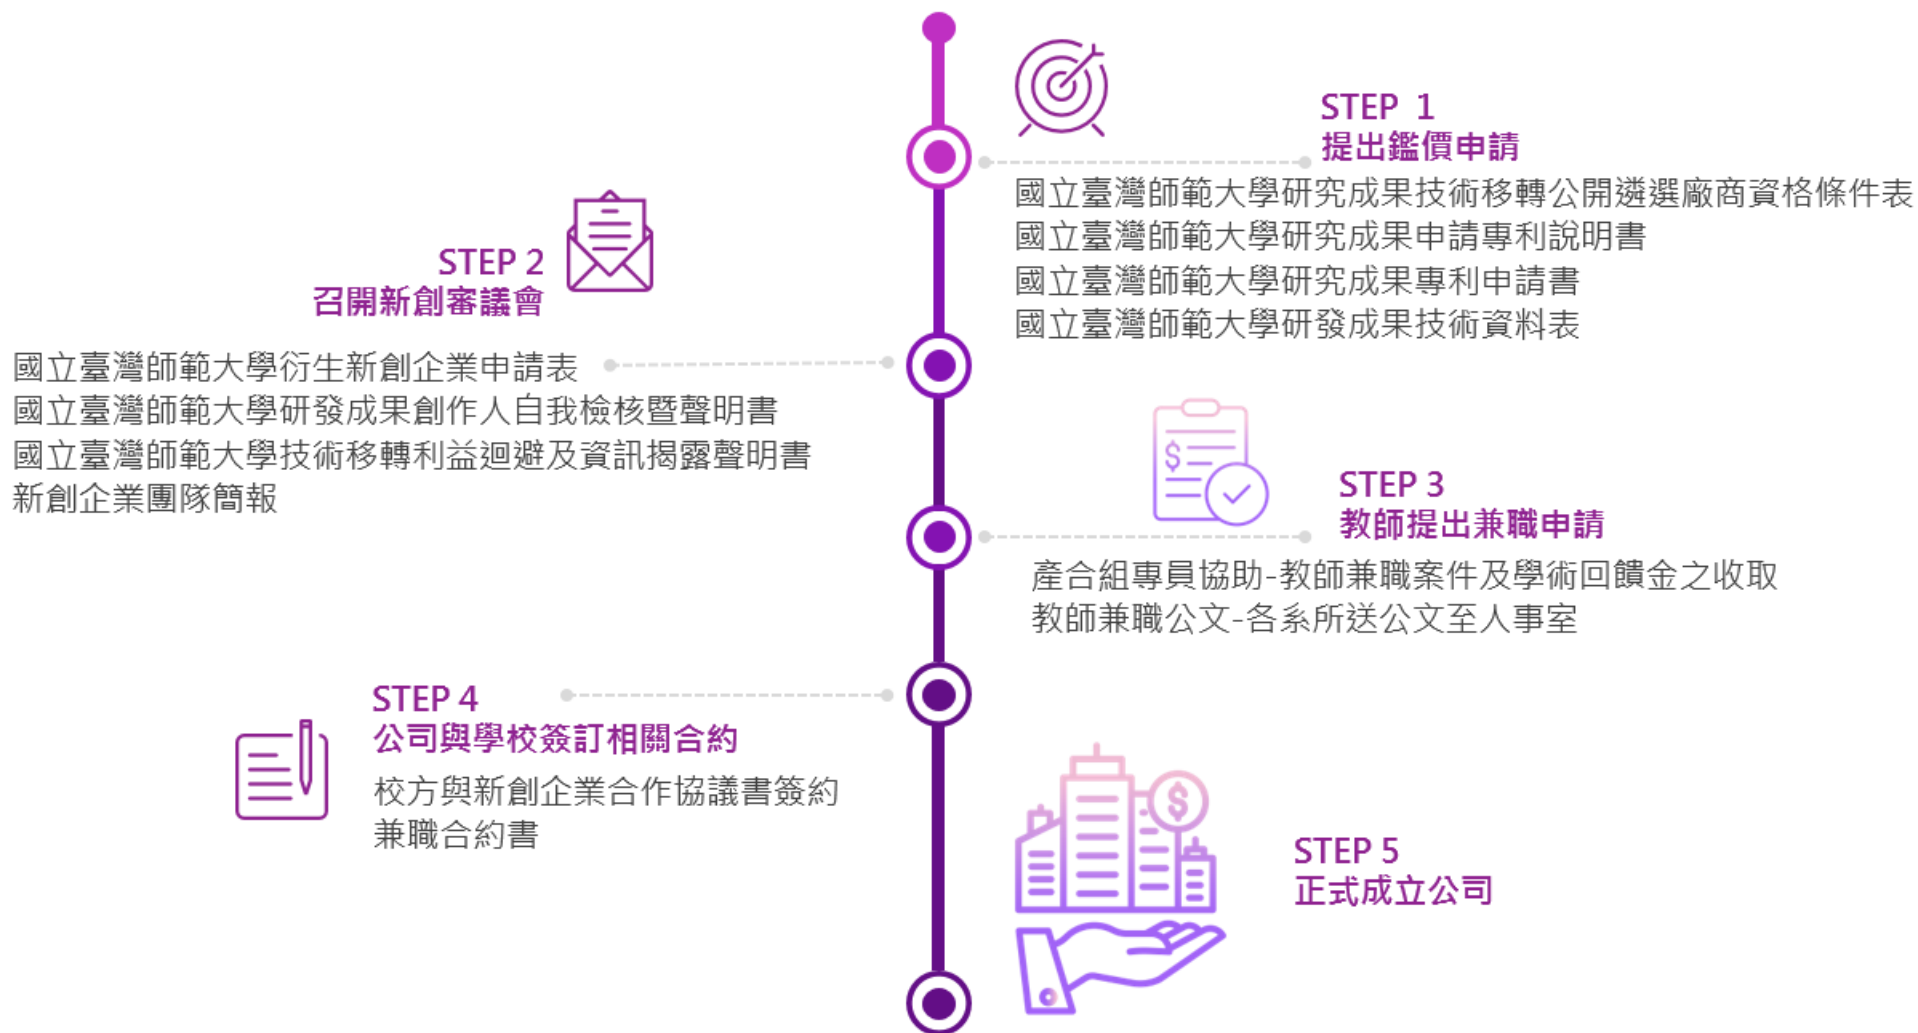 STEP 1
提出鑑價申請
國立臺灣師範大學研究成果技術移轉公開遴選廠商資格條件表
國立臺灣師範大學研究成果申請專利說明書
國立臺灣師範大學研究成果專利申請書
國立臺灣師範大學研發成果技術資料表
STEP 2
召開新創審議會
國立臺灣師範大學衍生新創企業申請表
國立臺灣師範大學研發成果創作人自我檢核暨聲明書
國立臺灣師範大學技術移轉利益迴避及資訊揭露聲明書
新創企業團隊簡報
STEP 3
教師提出兼職申請
產合組專員協助-教師兼職案件及學術回饋金之收取
教師兼職公文-各系所送公文至人事室
STEP 4
公司與學校簽訂相關合約
校方與新創企業合作協議書簽約
兼職合約書
STEP 5
正式成立公司